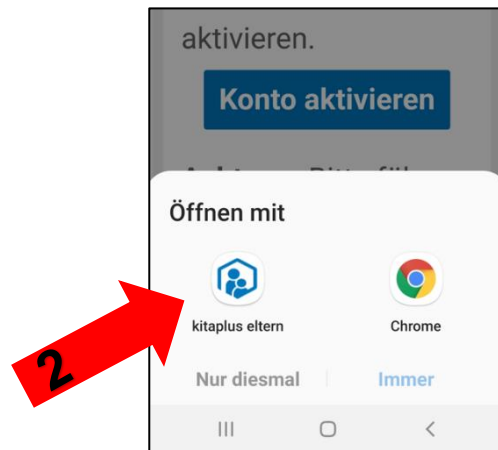 aktivieren.
Konto aktivieren
Öffnen mit
kitaplus eltern Chrome
Nur diesmal Immer
2